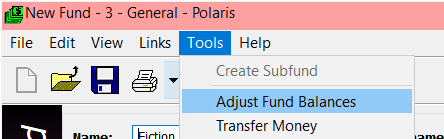 New Fund - 3 - General - Polaris
File Edit View Links Tools Help
Create Subfund
Adjust Fund Balances
Transfer Money
Name: Fiction